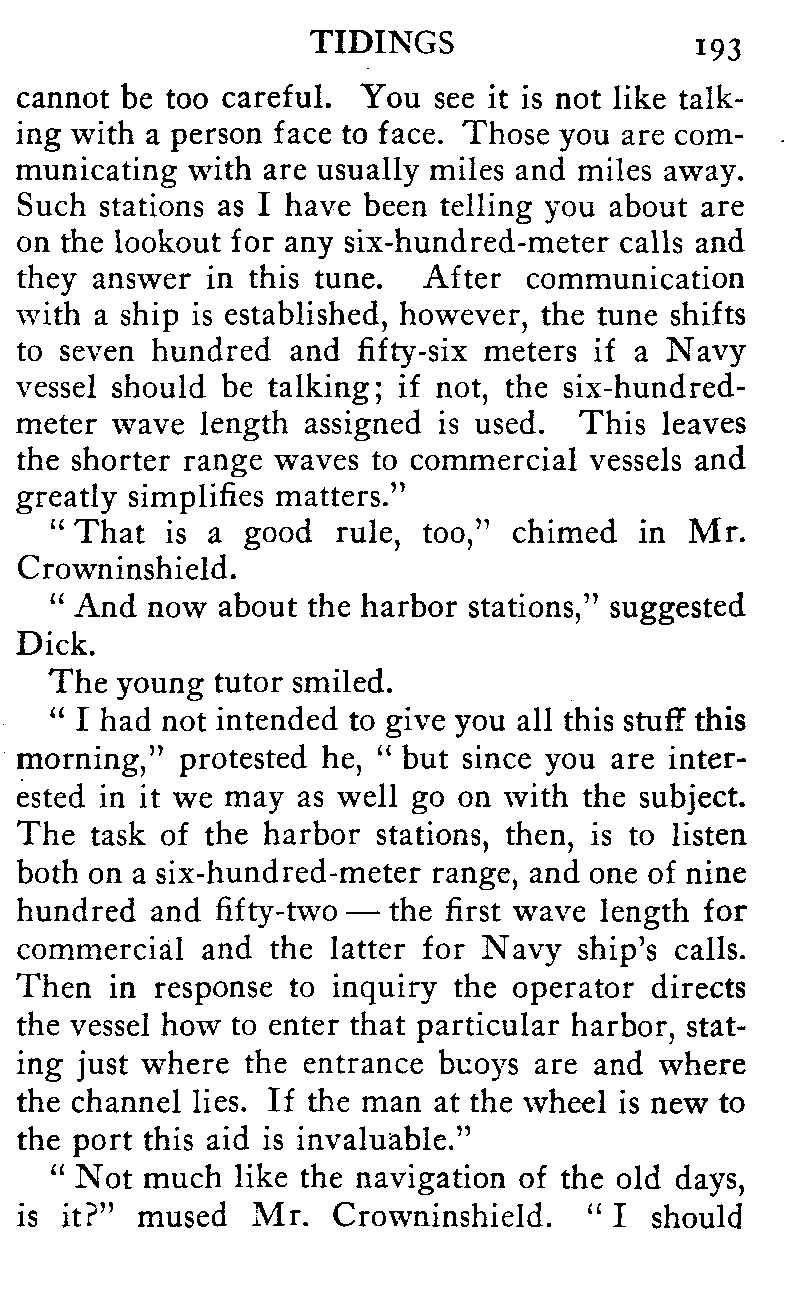 TIDINGS 193
cannot be too careful. You see it is not like talk-
ing with a person face to face. Those you are com-
municating with are usually miles and miles away.
Such stations as I have been telling you about are
on the lookout for any six-hundred-meter calls and
they answer in this tune. After communication
with a ship is established, however, the tune shifts
to seven hundred and fifty-six meters if a Navy
vessel should be talking; if not, the six-hundred-
meter wave length assigned is used. This leaves
the shorter range waves to commercial vessels and
greatly simplifies matters."
" That is a good rule, too," chimed in Mr.
Crowninshield.
" And now about the harbor stations," suggested
Dick.
The young tutor smiled.
" I had not intended to give you all this stuff this
morning," protested he, " but since you are inter-
ested in it we may as well go on with the subject.
The task of the harbor stations, then, is to listen
both on a six-hundred-meter range, and one of nine
hundred and fifty-two — the first wave length for
commercial and the latter for Navy ship's calls.
Then in response to inquiry the operator directs
the vessel how to enter that particular harbor, stat-
ing just where the entrance buoys are and where
the channel lies. If the man at the wheel is new to
the port this aid is invaluable."
" Not much like the navigation of the old days,
is it?" mused Mr. Crowninshield. " I should